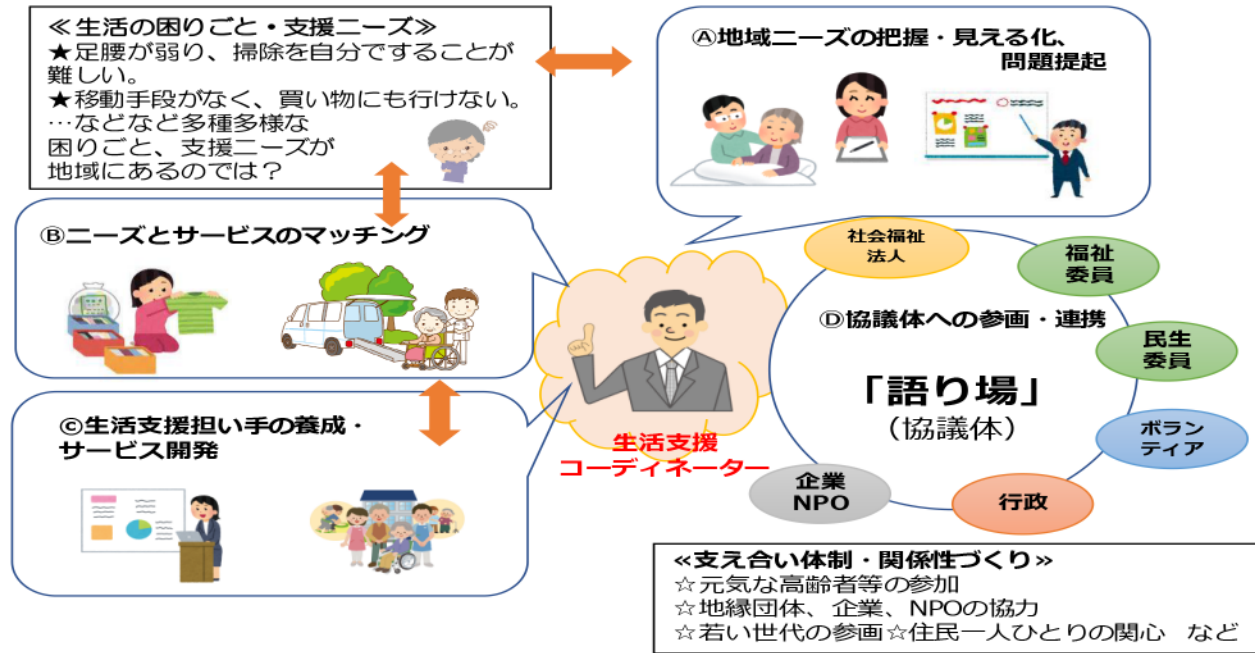 ≪生活の困りごと・支援ニーズ≫
★足腰が弱り、掃除を自分ですることが
難しい。
★移動手段がなく、買い物にも行けない。
…などなど多種多様な
困りごと、支援ニーズが
地域にあるのでは？
Ⓐ地域ニーズの把握・見える化、
問題提起
Ⓑニーズとサービスのマッチング
Ⓒ生活支援担い手の養成・
サービス開発
生活支援
コーディネーター
社会福祉
法人
福祉
委員
民生
委員
ボラン
ティア
行政
企業
NPO
Ⓓ協議体への参画・連携
「語り場」
（協議体）
≪支え合い体制・関係性づくり≫
☆元気な高齢者等の参加
☆地縁団体、企業、NPOの協力
☆若い世代の参画☆住民一人ひとりの関心　など